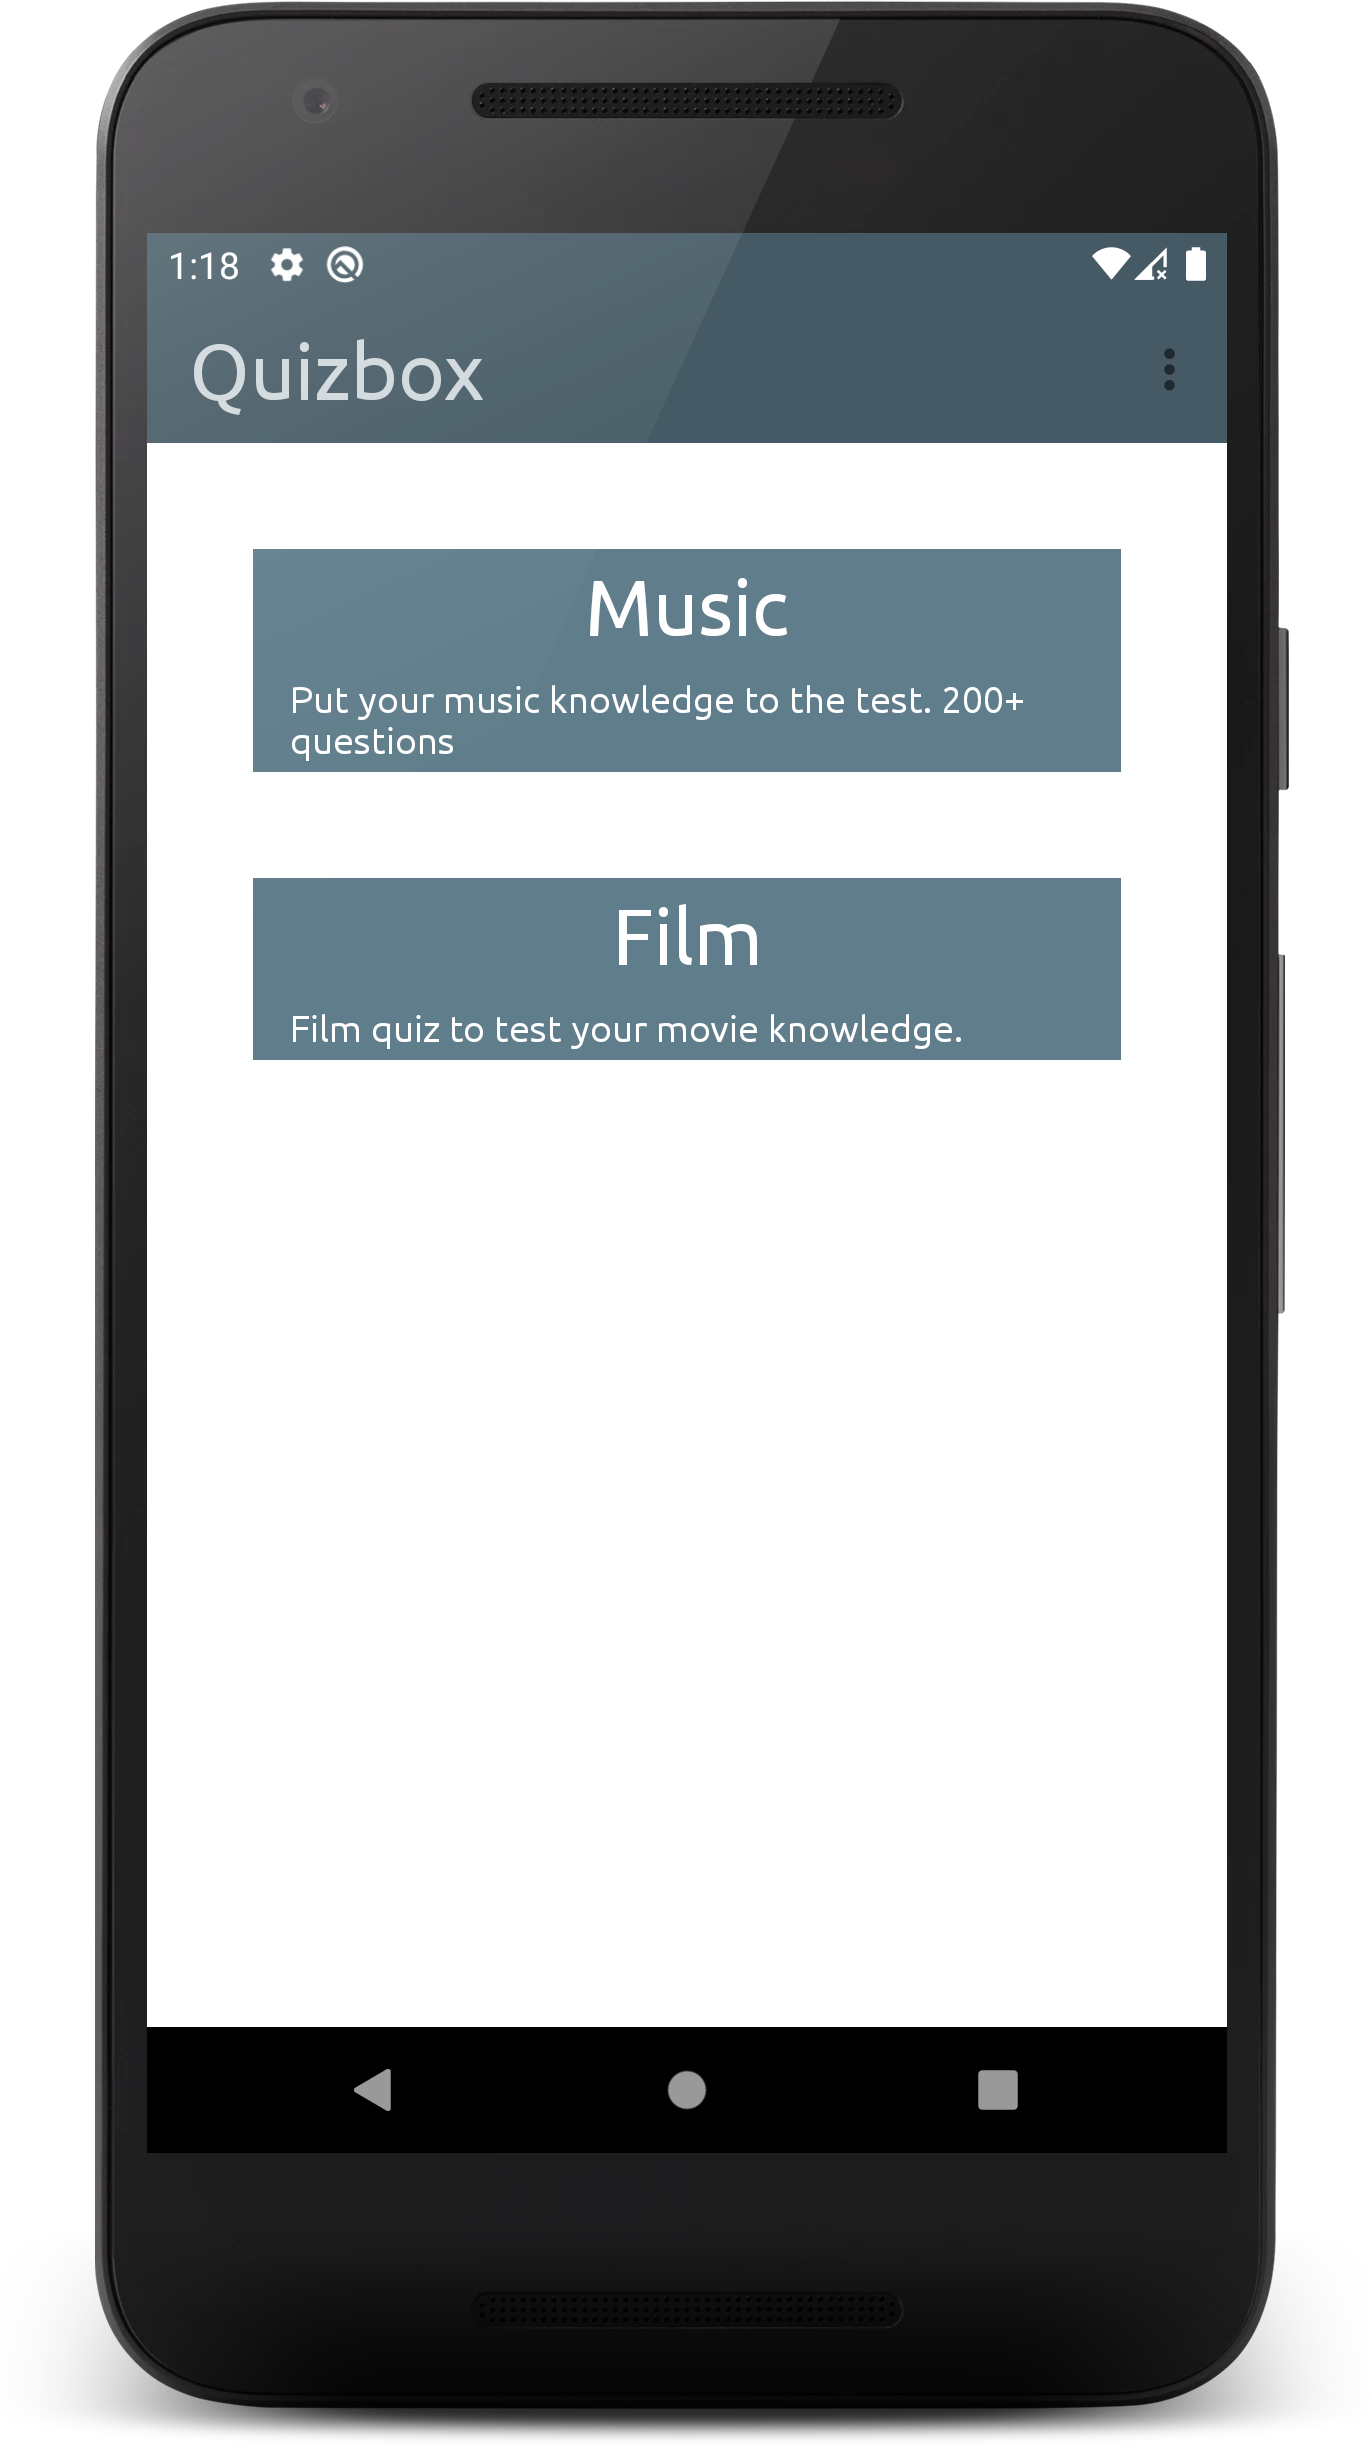 1:18
Quizbox
Music
Put your music knowledge to the test. 200+
questions
Film
Film quiz to test your movie knowledge.